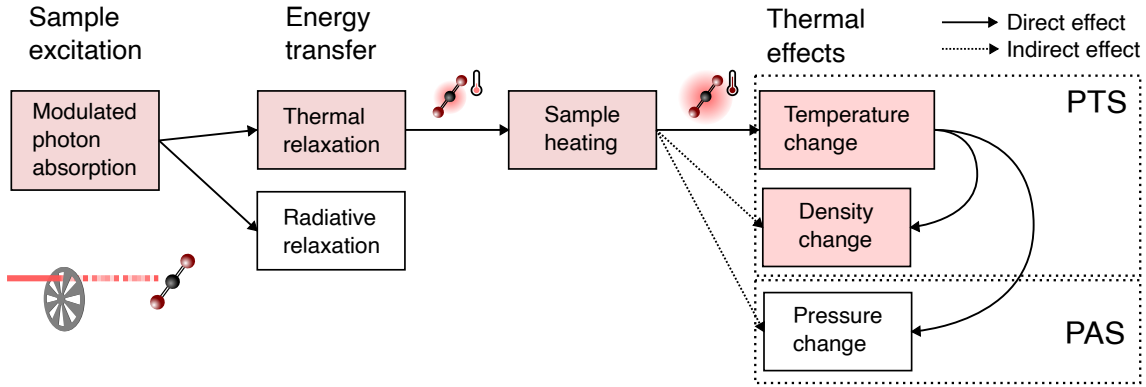 Sample
excitation
Energy
transfer
Thermal
effects
Direct effect
Indirect effect
Modulated
photon
absorption
Thermal
relaxation
Radiative
relaxation
Sample
heating
Temperature
change
PTS
Density
change
Pressure
change
PAS